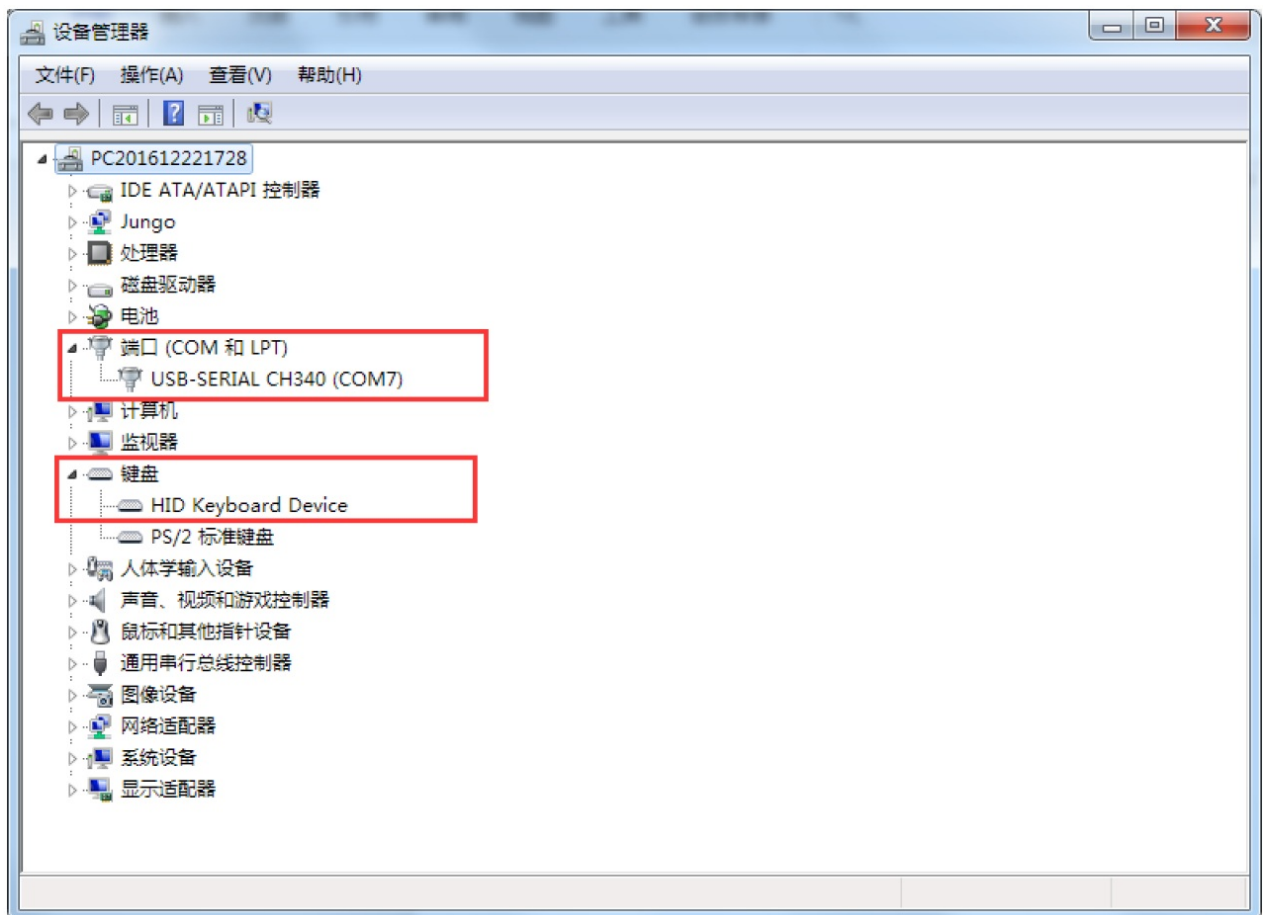 设备管理器
文件(F) 操作(A) 查看(V) 帮助(H)
PC201612221728
IDE ATA/ATAPI 控制器
Jungo
处理器
磁盘驱动器
电池
端口 (COM 和 LPT)
USB-SERIAL CH340 (COM7)
计算机
监视器
键盘
HID Keyboard Device
PS/2 标准键盘
人体学输入设备
声音、视频和游戏控制器
鼠标和其他指针设备
通用串行总线控制器
图像设备
网络适配器
系统设备
显示适配器